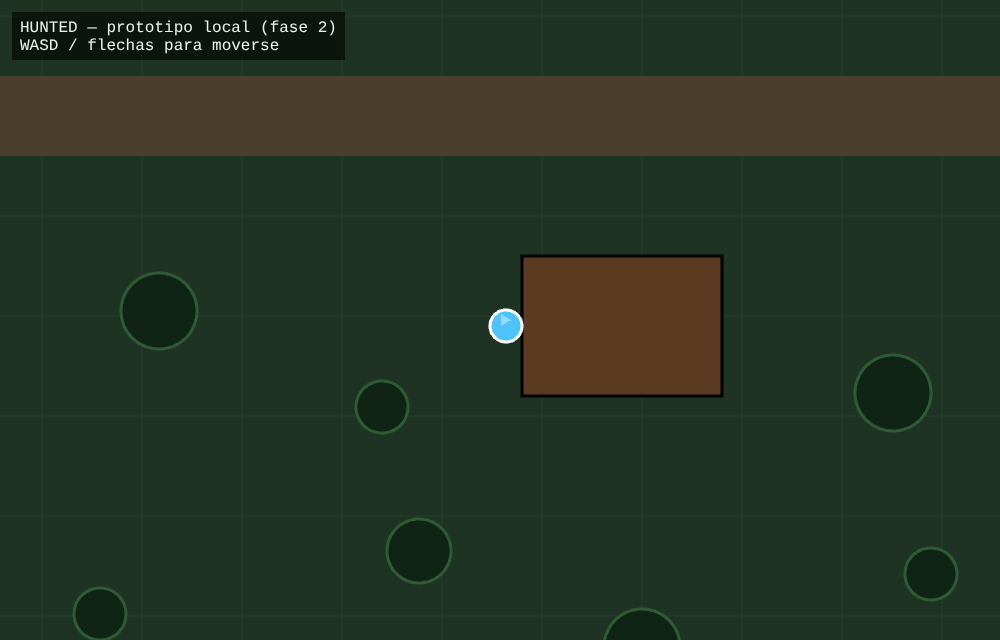 HUNTED — prototipo local (fase 2)
WASD / flechas para moverse